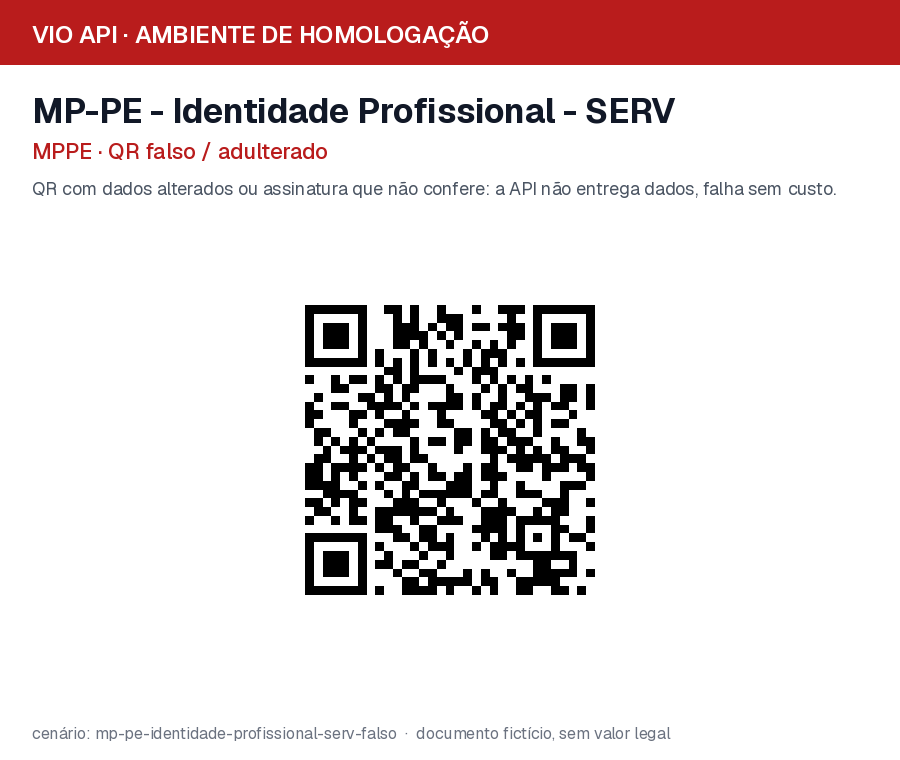 VIO API · AMBIENTE DE HOMOLOGAÇÃO
MP-PE - Identidade Profissional - SERV
MPPE · QR falso / adulterado
QR com dados alterados ou assinatura que não confere: a API não entrega dados, falha sem custo.
cenário: mp-pe-identidade-profissional-serv-falso · documento fictício, sem valor legal